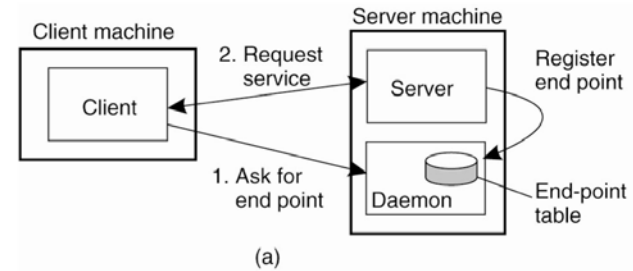 Client machine
Server machine
2. Request
service
Register
end point
Client
Server
1. Ask for
end point
Daemon
End-point
table
(a)